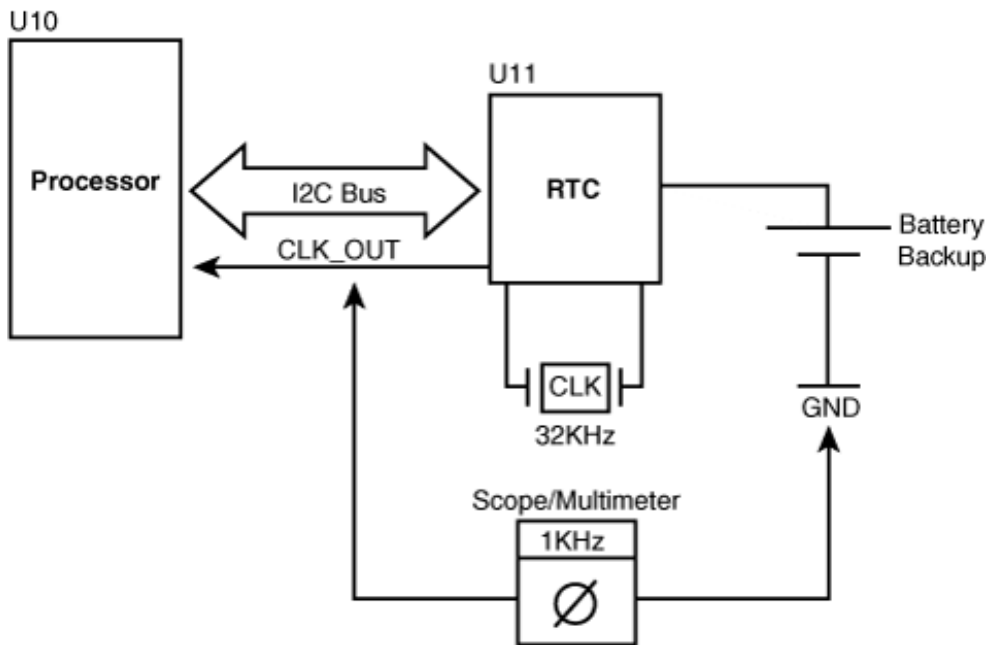 U10
Processor
I2C Bus
CLK_OUT
U11
RTC
Battery
Backup
CLK
32KHz
GND
Scope/Multimeter
1KHz